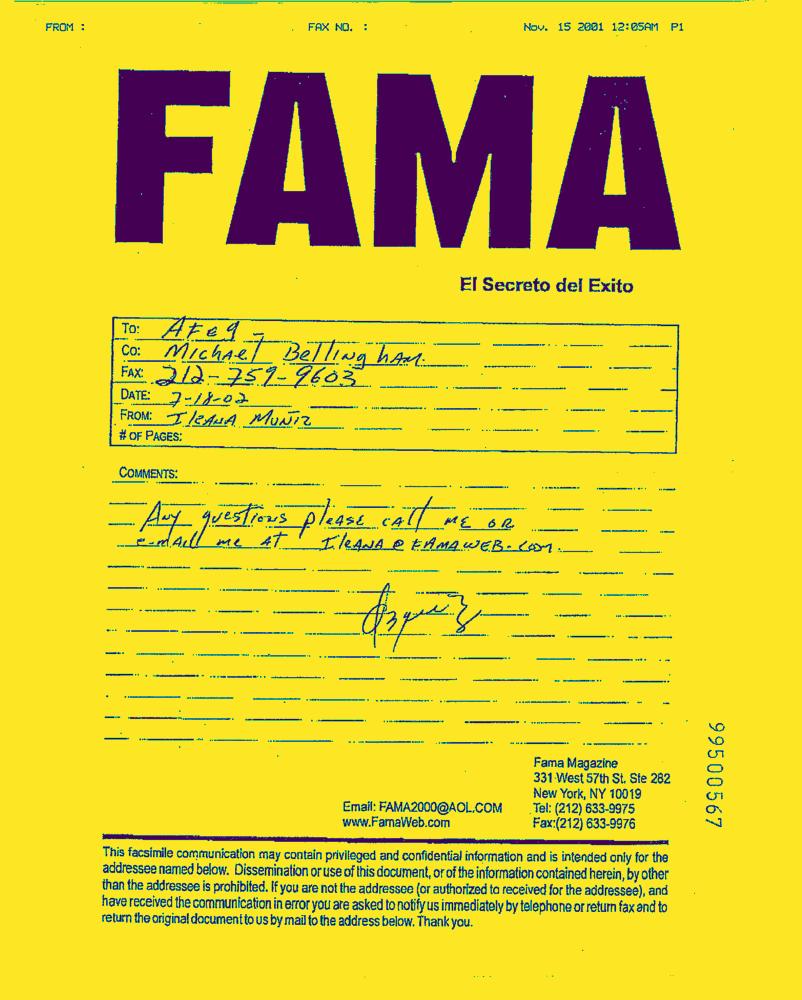 FROM : FAX NO. : Nov. 15 2001 12:05AM P1
FAMA
El Secreto del Exito
TO:
CO: Michael Bellingham.
FAX: 212-759-9603
DATE: 7-18-02
FROM: Ileana Muñiz
# OF PAGES:
COMMENTS:
Any questions please call me or
e-mail me at Ileana@FAMAWEB.com.
99500567
Fama Magazine
331 West 57th St. Ste 262
New York, NY 10019
Email: FAMA2000@AOL.COM Tel: (212) 633-9975
www.FamaWeb.com Fax:(212) 633-9976
This facsimile communication may contain privileged and confidential information and is intended only for the
addressee named below. Dissemination or use of this document, or of the information contained herein, by other
than the addressee is prohibited. If you are not the addressee (or authorized to received for the addressee), and
have received the communication in error you are asked to notify us immediately by telephone or return fax and to
return the original document to us by mail to the address below. Thank you.